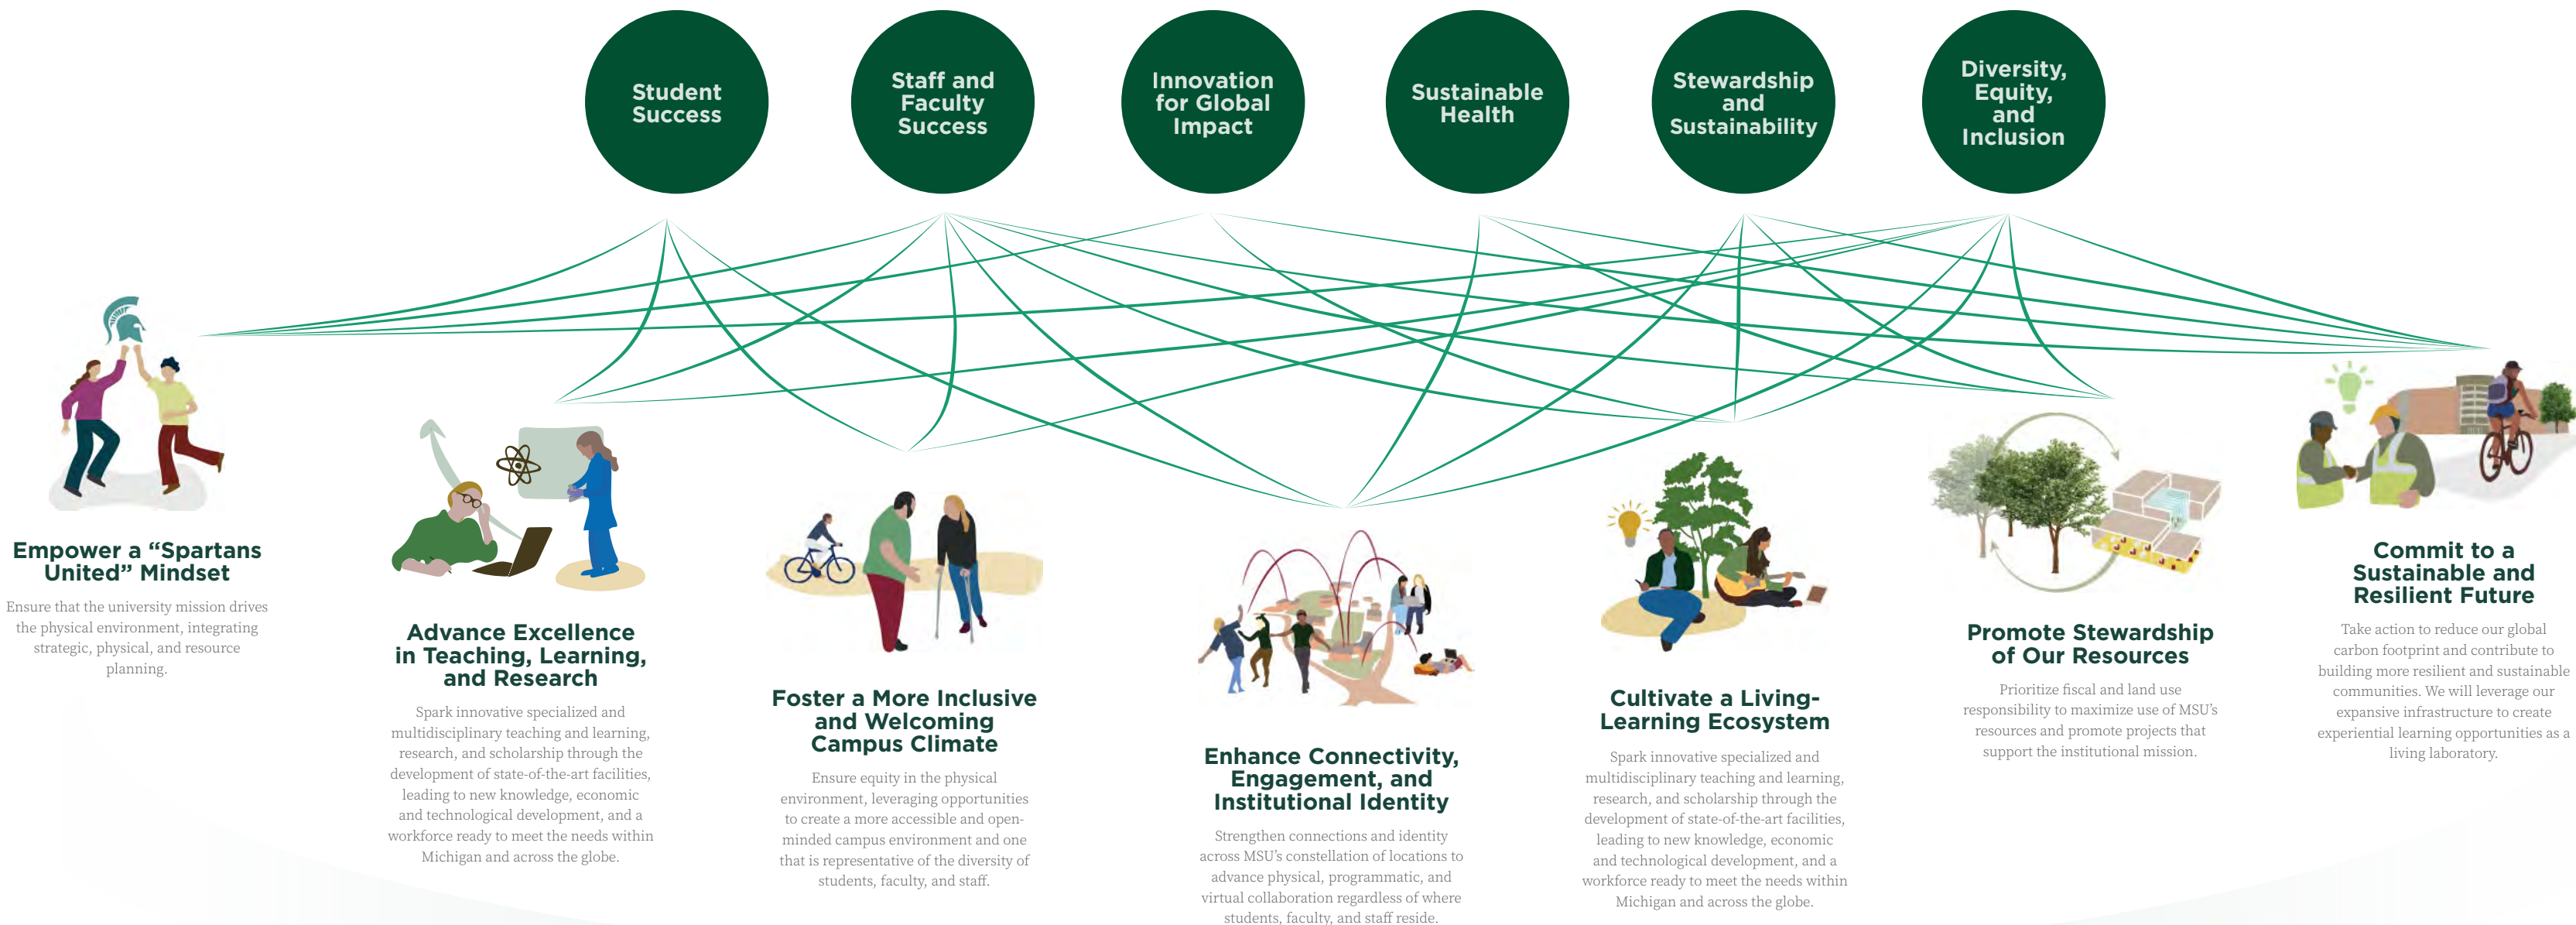 Student
Success
Staff and
Faculty
Success
Innovation
for Global
Impact
Sustainable
Health
Stewardship
and
Sustainability
Diversity,
Equity,
and
Inclusion
Empower a “Spartans
United” Mindset
Ensure that the university mission drives
the physical environment, integrating
strategic, physical, and resource
planning.
Advance Excellence
in Teaching, Learning,
and Research
Spark innovative specialized and
multidisciplinary teaching and learning,
research, and scholarship through the
development of state-of-the-art facilities,
leading to new knowledge, economic
and technological development, and a
workforce ready to meet the needs within
Michigan and across the globe.
Foster a More Inclusive
and Welcoming
Campus Climate
Ensure equity in the physical
environment, leveraging opportunities
to create a more accessible and open-
minded campus environment and one
that is representative of the diversity of
students, faculty, and staff.
Enhance Connectivity,
Engagement, and
Institutional Identity
Strengthen connections and identity
across MSU’s constellation of locations to
advance physical, programmatic, and
virtual collaboration regardless of where
students, faculty, and staff reside.
Cultivate a Living-
Learning Ecosystem
Spark innovative specialized and
multidisciplinary teaching and learning,
research, and scholarship through the
development of state-of-the-art facilities,
leading to new knowledge, economic
and technological development, and a
workforce ready to meet the needs within
Michigan and across the globe.
Promote Stewardship
of Our Resources
Prioritize fiscal and land use
responsibility to maximize use of MSU’s
resources and promote projects that
support the institutional mission.
Commit to a
Sustainable and
Resilient Future
Take action to reduce our global
carbon footprint and contribute to
building more resilient and sustainable
communities. We will leverage our
expansive infrastructure to create
experiential learning opportunities as a
living laboratory.